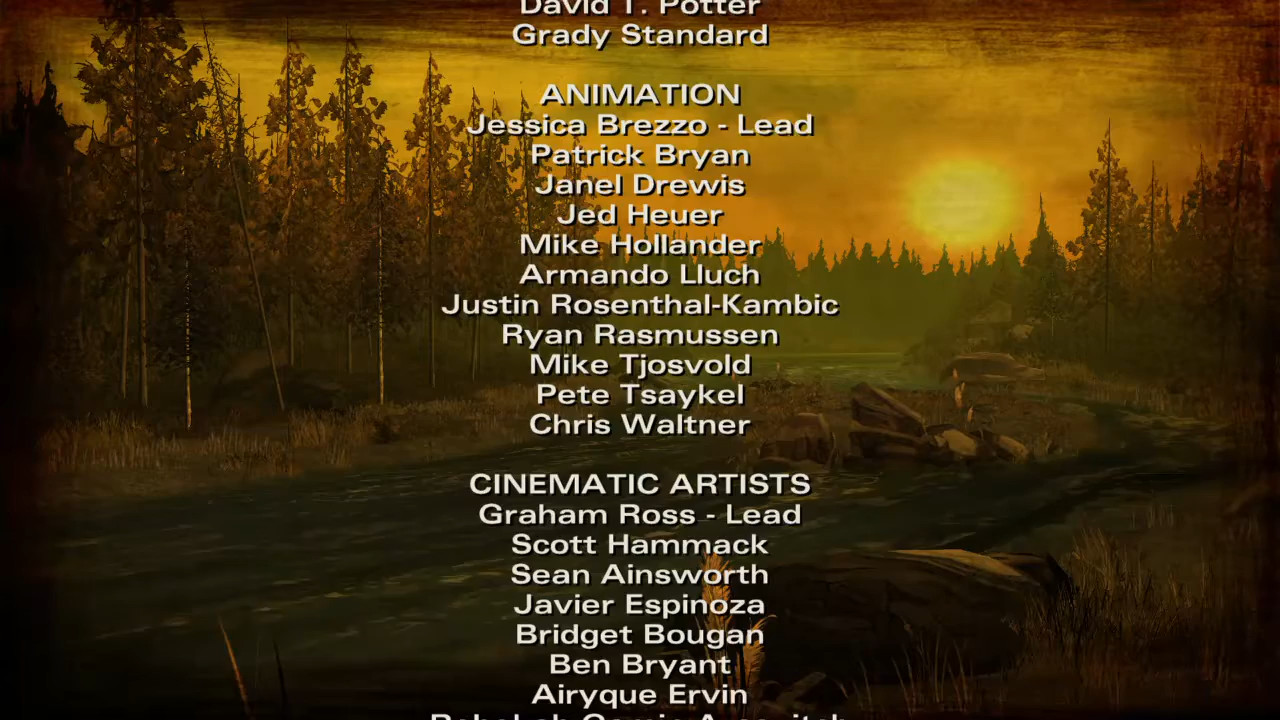 David T. Potter
Grady Standard
ANIMATION
Jessica Brezzo - Lead
Patrick Bryan
Janel Drewis
Jed Heuer
Mike Hollander
Armando Lluch
Justin Rosenthal-Kambic
Ryan Rasmussen
Mike Tjosvold
Pete Tsaykel
Chris Waltner
CINEMATIC ARTISTS
Graham Ross - Lead
Scott Hammack
Sean Ainsworth
Javier Espinoza
Bridget Bougan
Ben Bryant
Airyque Ervin